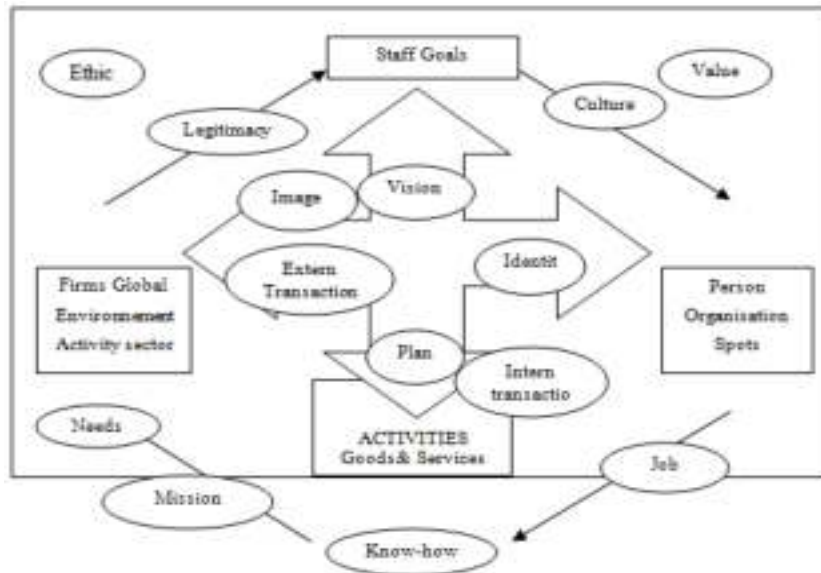 Staff Goals
Ethic
Value
Culture
Legitimacy
Image
Vision
Extern
Transaction
Identit
Firms Global
Environnement
Activity sector
Person
Organisation
Spots
Plan
Intern
transactio
Needs
ACTIVITIES
Goods & Services
Job
Mission
Know-how